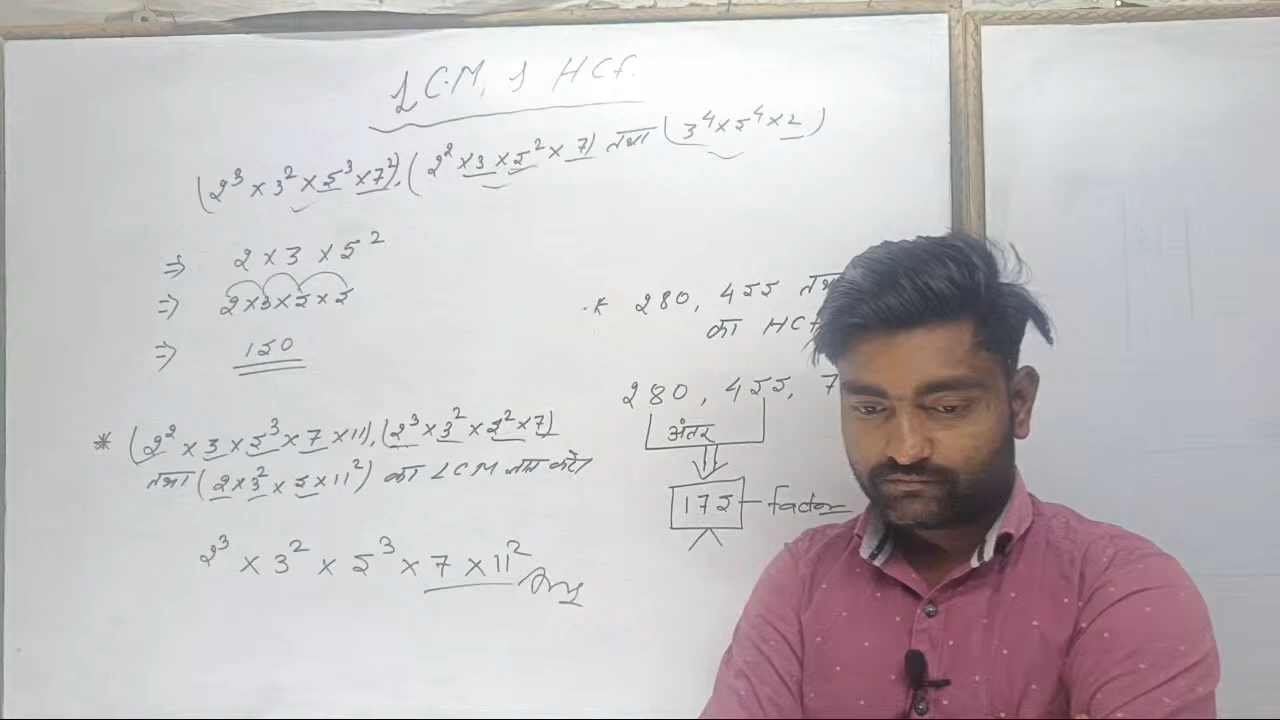 L C.M, 1 HCf.
(2³ × 3² × 5³ × 7²), (2² × 3 × 5² × 7) तथा (3⁴ × 5⁴ × 2)
⇒ 2 × 3 × 5²
⇒ 2×3×5×5
⇒ 150
* (2² × 3 × 5³ × 7 × 11), (2³ × 3² × 5² × 7)
तथा (2 × 3² × 5 × 11²) का LCM ज्ञात करें
2³ × 3² × 5³ × 7 × 11² Ans
* 280, 455 तथा
का HCf
280, 455, 7
अंतर
175 – factor